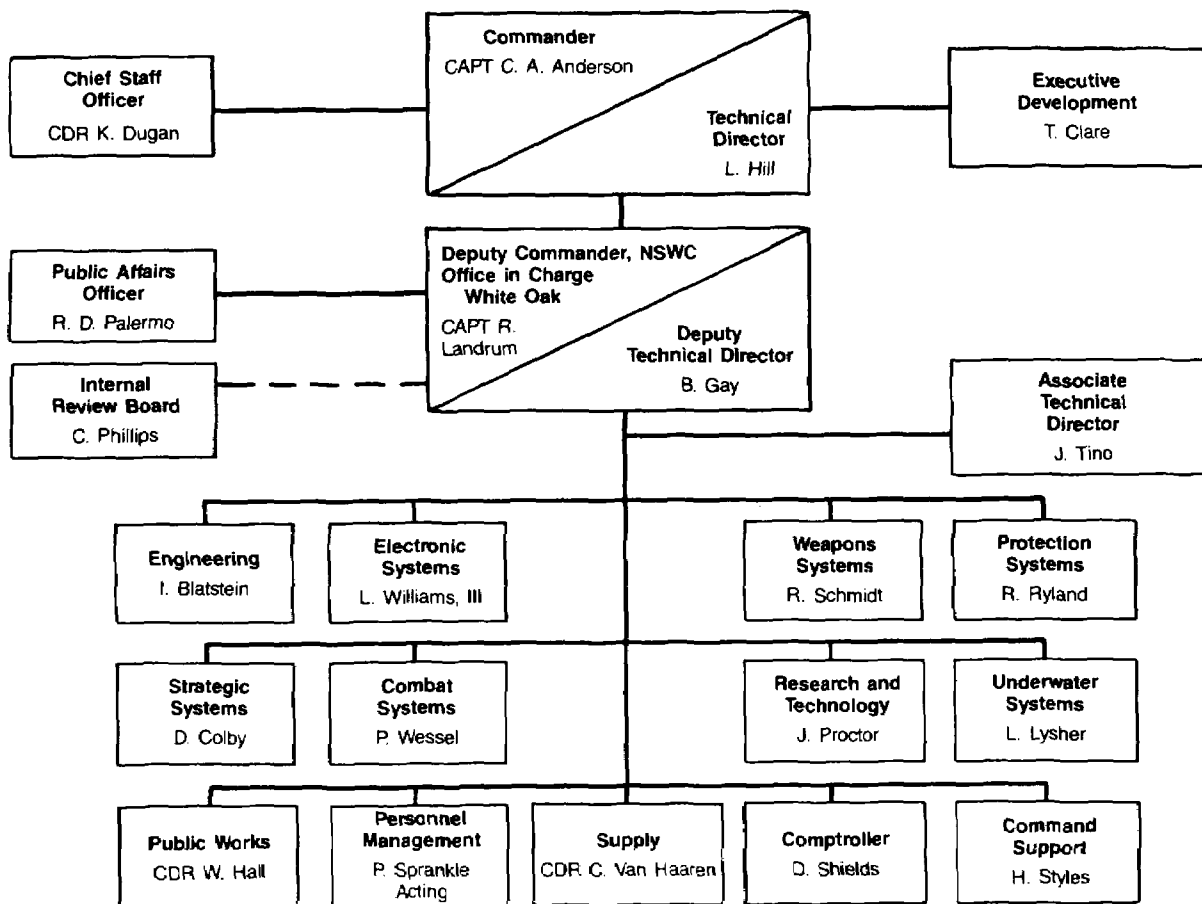 Commander
CAPT C. A. Anderson
Technical
Director
L. Hill
Chief Staff
Officer
CDR K. Dugan
Executive
Development
T. Clare
Deputy Commander, NSWC
Office in Charge
White Oak
CAPT R.
Landrum
Deputy
Technical Director
B. Gay
Public Affairs
Officer
R. D. Palermo
Internal
Review Board
C. Phillips
Associate
Technical
Director
J. Tino
Engineering
I. Blatstein
Electronic
Systems
L. Williams, III
Weapons
Systems
R. Schmidt
Protection
Systems
R. Ryland
Strategic
Systems
D. Colby
Combat
Systems
P. Wessel
Research and
Technology
J. Proctor
Underwater
Systems
L. Lysher
Public Works
CDR W. Hall
Personnel
Management
P. Sprankle
Acting
Supply
CDR C. Van Haaren
Comptroller
D. Shields
Command
Support
H. Styles